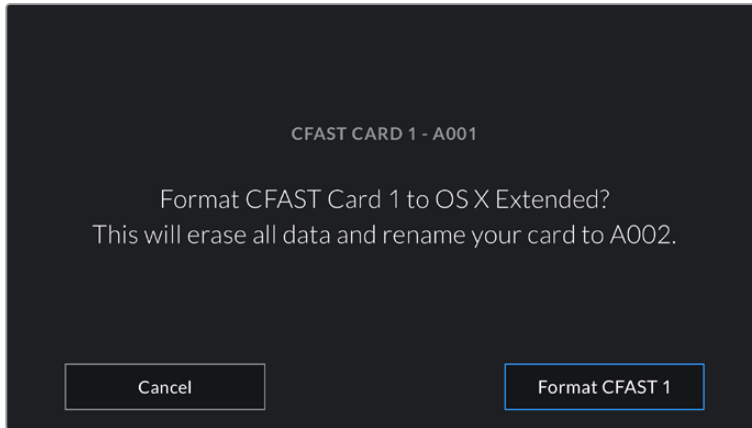 CFAST CARD 1 - A001
Format CFAST Card 1 to OS X Extended?
This will erase all data and rename your card to A002.
Cancel
Format CFAST 1